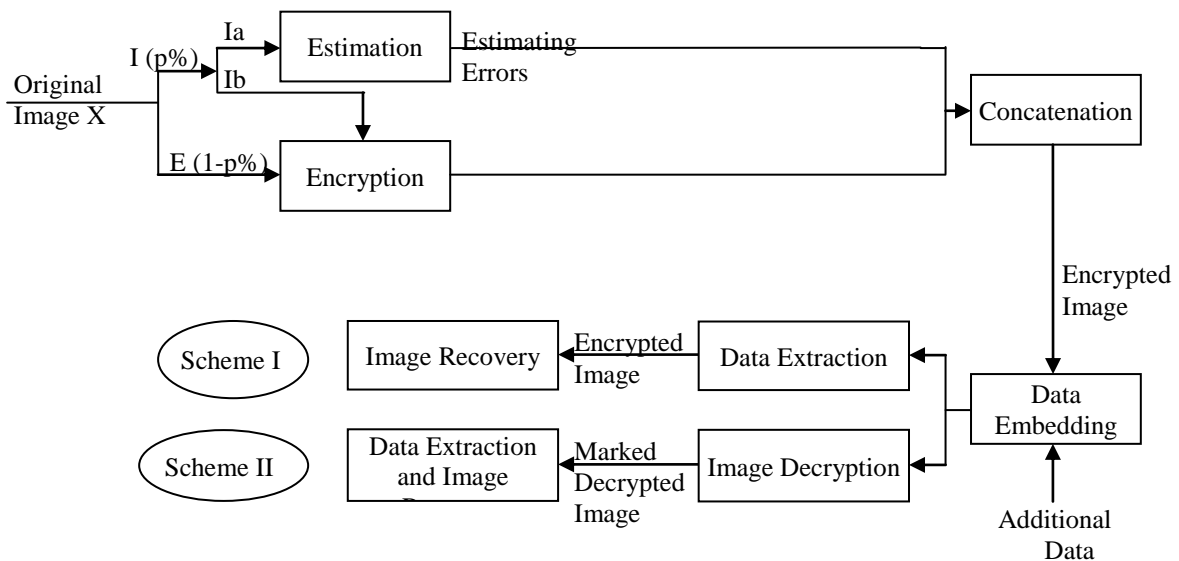 Ia
Estimation
Estimating
Errors
I (p%)
Ib
Original
Image X
Concatenation
E (1-p%)
Encryption
Encrypted
Image
Scheme I
Image Recovery
Encrypted
Image
Data Extraction
Data
Embedding
Scheme II
Data Extraction
and Image
Marked
Decrypted
Image
Image Decryption
Additional
Data